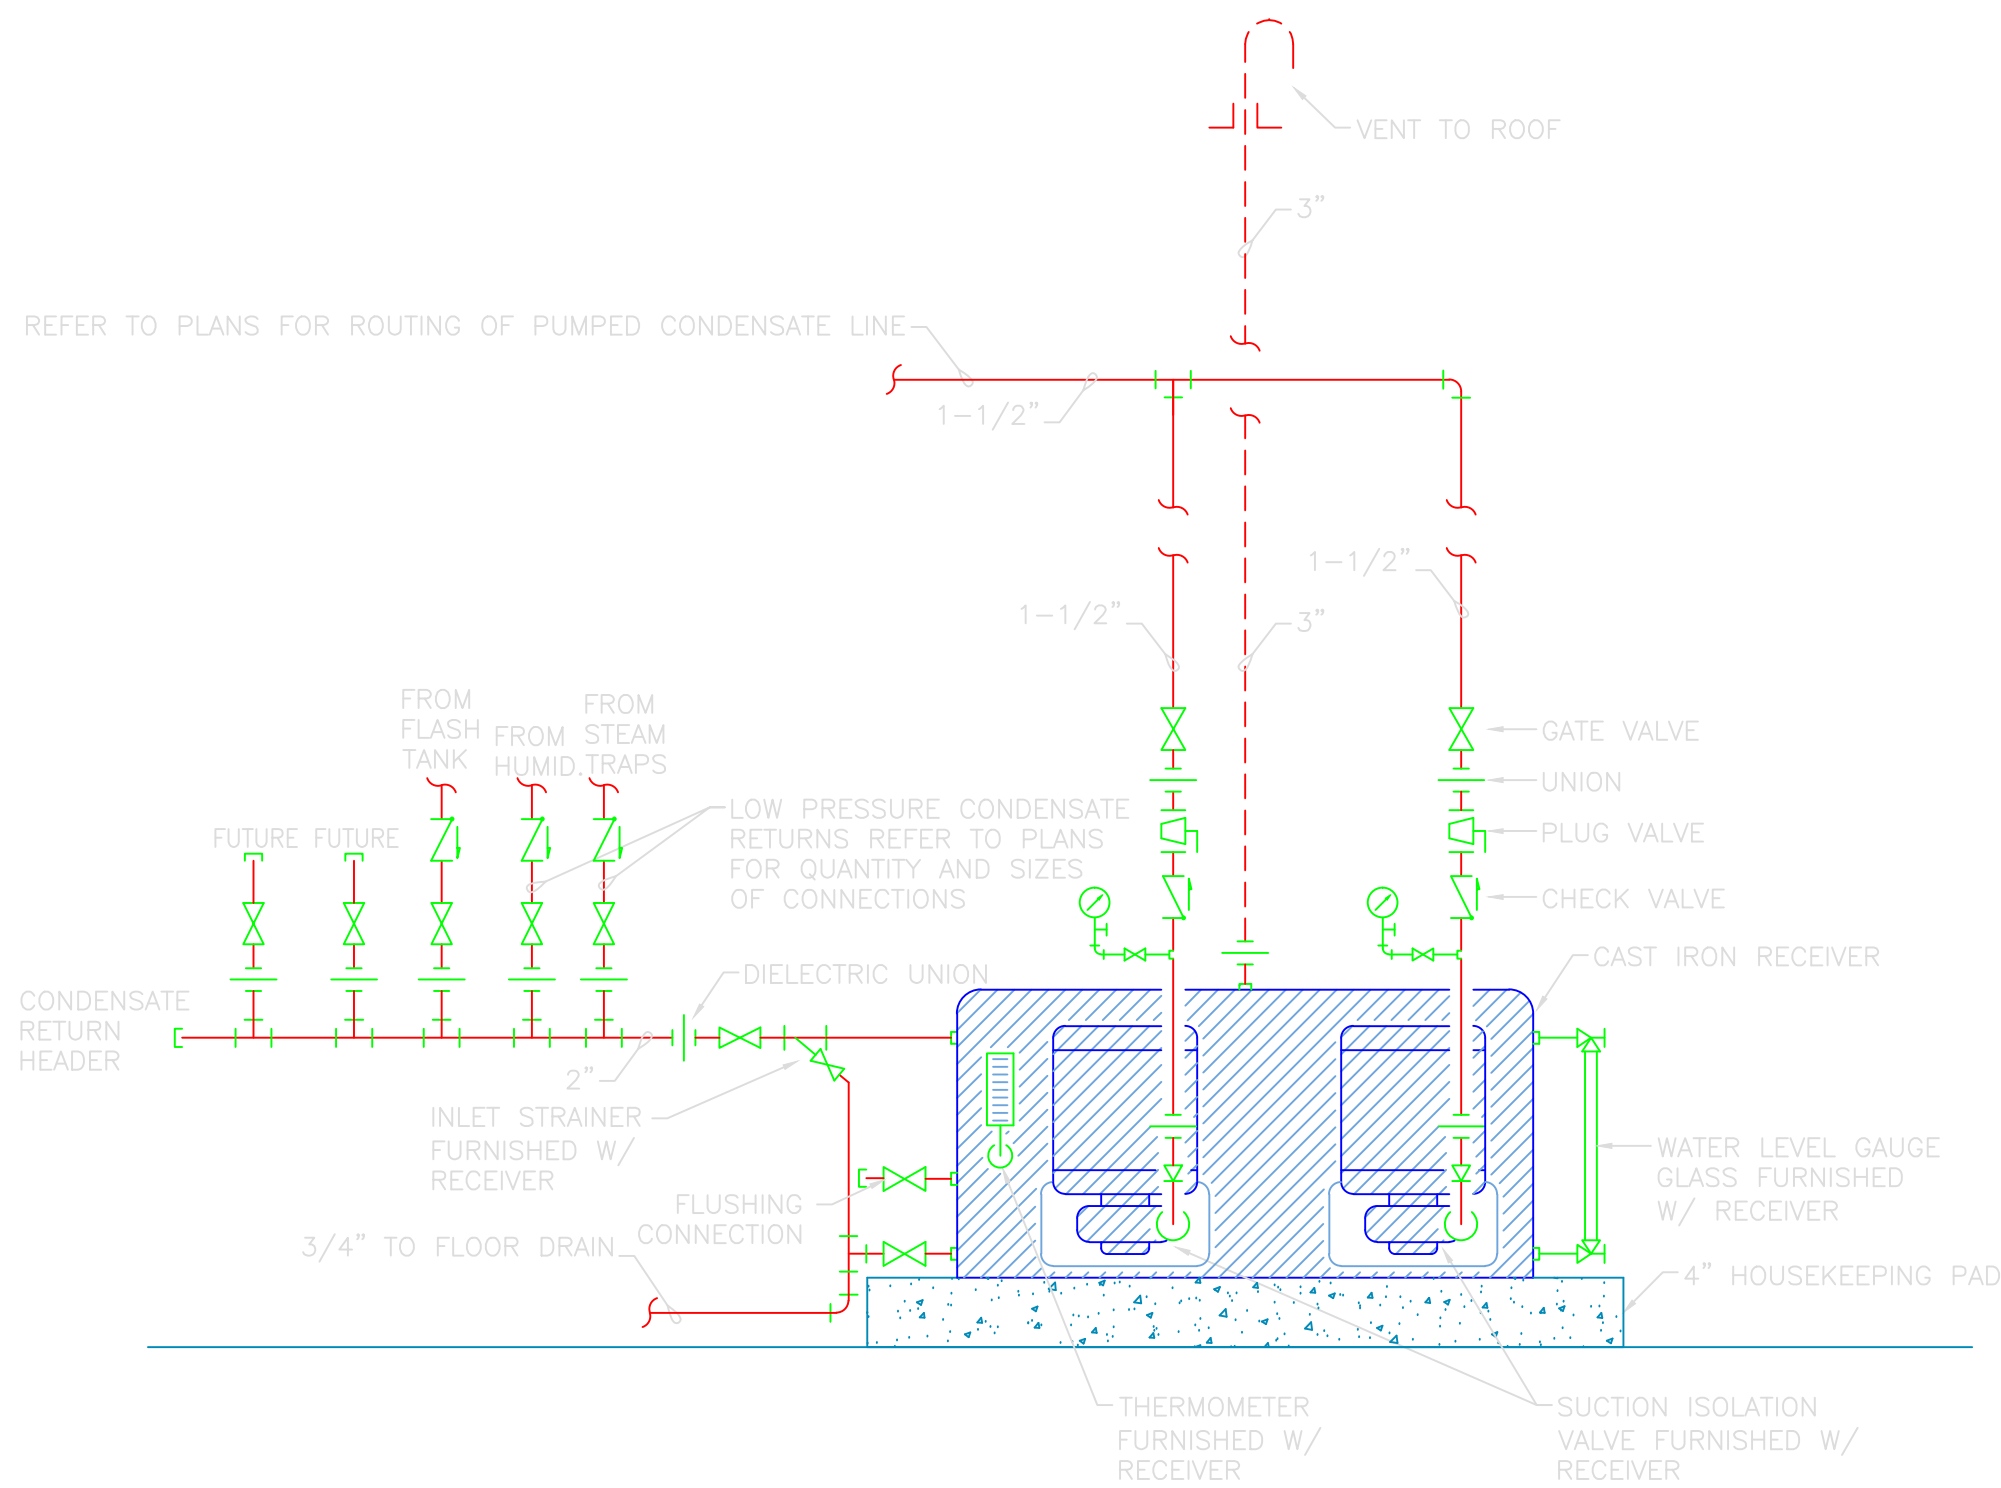 VENT TO ROOF
3"
REFER TO PLANS FOR ROUTING OF PUMPED CONDENSATE LINE
1-1/2"
1-1/2"
1-1/2"
3"
FROM
FLASH
TANK
FROM
HUMID.
FROM
STEAM
TRAPS
GATE VALVE
UNION
PLUG VALVE
CHECK VALVE
FUTURE FUTURE
LOW PRESSURE CONDENSATE
RETURNS REFER TO PLANS
FOR QUANTITY AND SIZES
OF CONNECTIONS
CAST IRON RECEIVER
DIELECTRIC UNION
CONDENSATE
RETURN
HEADER
2"
INLET STRAINER
FURNISHED W/
RECEIVER
WATER LEVEL GAUGE
GLASS FURNISHED
W/ RECEIVER
FLUSHING
CONNECTION
3/4" TO FLOOR DRAIN
4" HOUSEKEEPING PAD
THERMOMETER
FURNISHED W/
RECEIVER
SUCTION ISOLATION
VALVE FURNISHED W/
RECEIVER